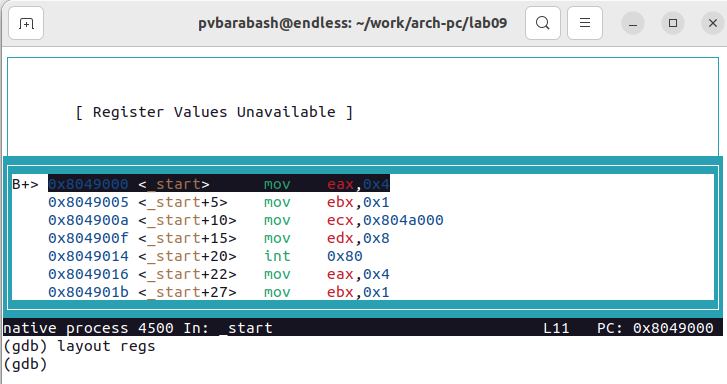 pvbarabash@endless: ~/work/arch-pc/lab09
[ Register Values Unavailable ]
B+> 0x8049000 <_start>      mov    eax,0x4
0x8049005 <_start+5>    mov    ebx,0x1
0x804900a <_start+10>   mov    ecx,0x804a000
0x804900f <_start+15>   mov    edx,0x8
0x8049014 <_start+20>   int    0x80
0x8049016 <_start+22>   mov    eax,0x4
0x804901b <_start+27>   mov    ebx,0x1
native process 4500 In: _start                              L11   PC: 0x8049000
(gdb) layout regs
(gdb)